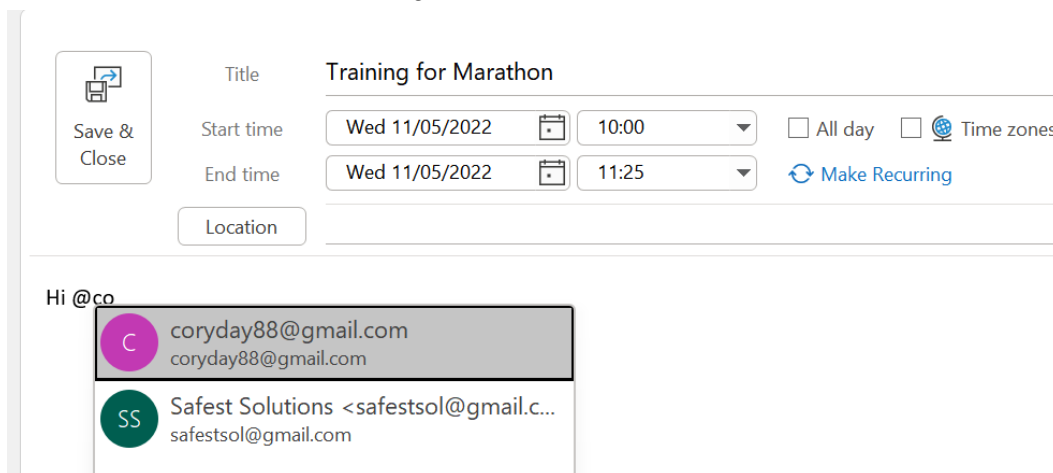 Title Training for Marathon
Save & Close
Start time Wed 11/05/2022 10:00 All day Time zones
End time Wed 11/05/2022 11:25 Make Recurring
Location
Hi @co
C coryday88@gmail.com
coryday88@gmail.com
SS Safest Solutions <safestsol@gmail.c...
safestsol@gmail.com